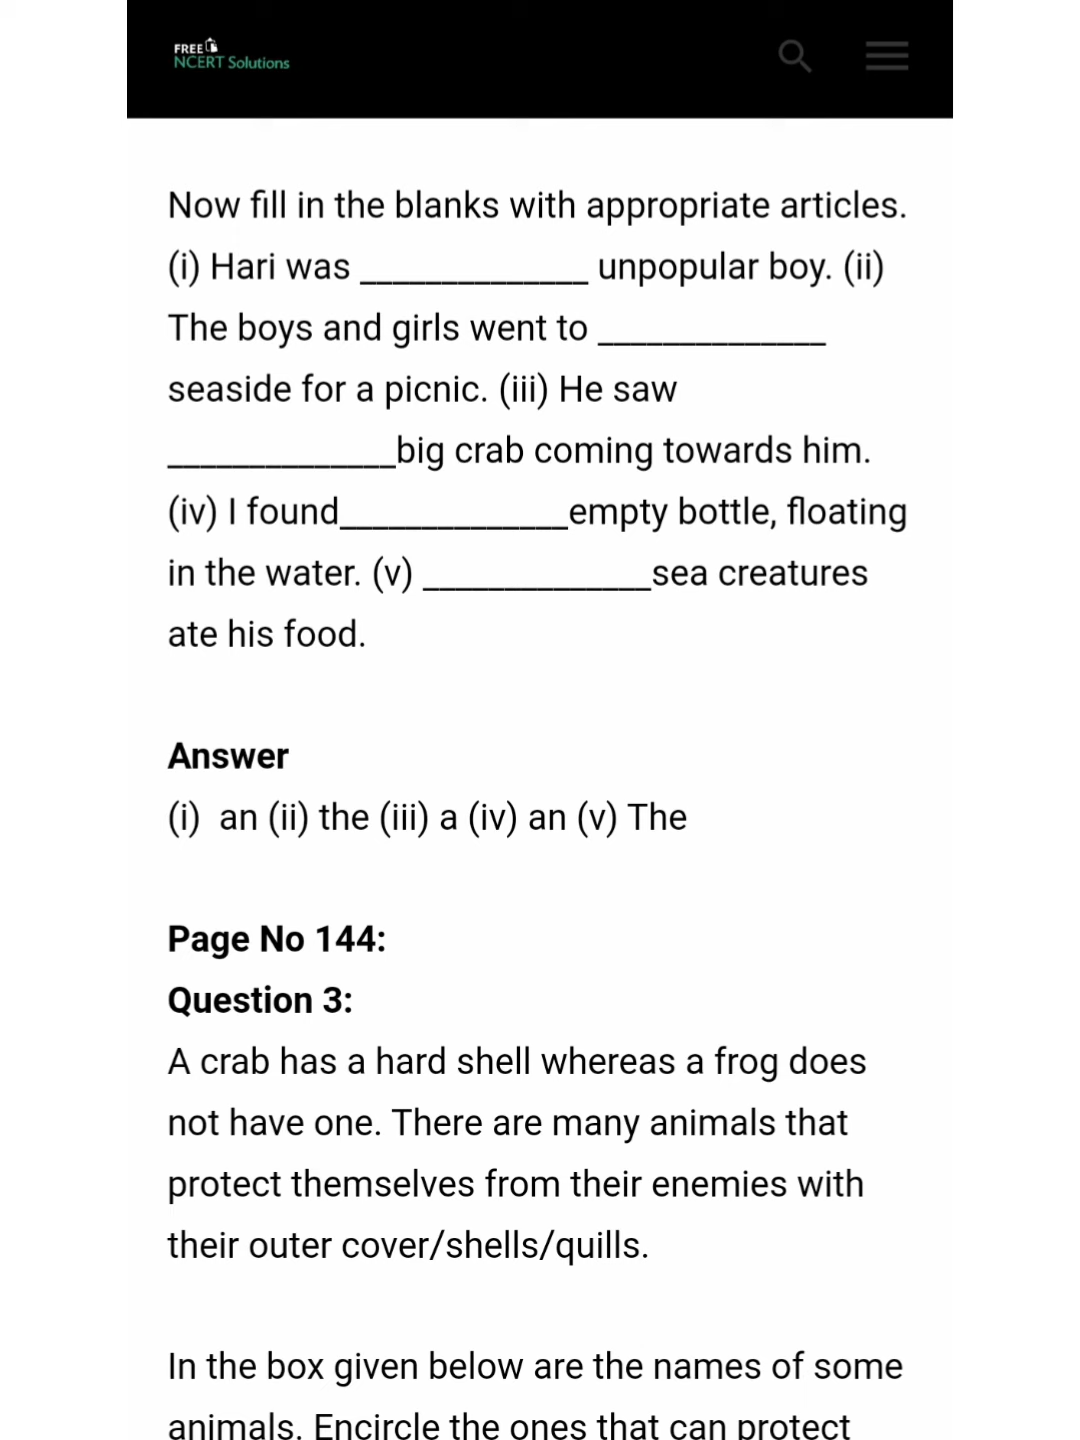 FREE
NCERT Solutions
Now fill in the blanks with appropriate articles.
(i) Hari was ______________ unpopular boy. (ii)
The boys and girls went to ______________
seaside for a picnic. (iii) He saw
______________big crab coming towards him.
(iv) I found______________empty bottle, floating
in the water. (v) ______________sea creatures
ate his food.
Answer
(i) an (ii) the (iii) a (iv) an (v) The
Page No 144:
Question 3:
A crab has a hard shell whereas a frog does
not have one. There are many animals that
protect themselves from their enemies with
their outer cover/shells/quills.
In the box given below are the names of some
animals. Encircle the ones that can protect